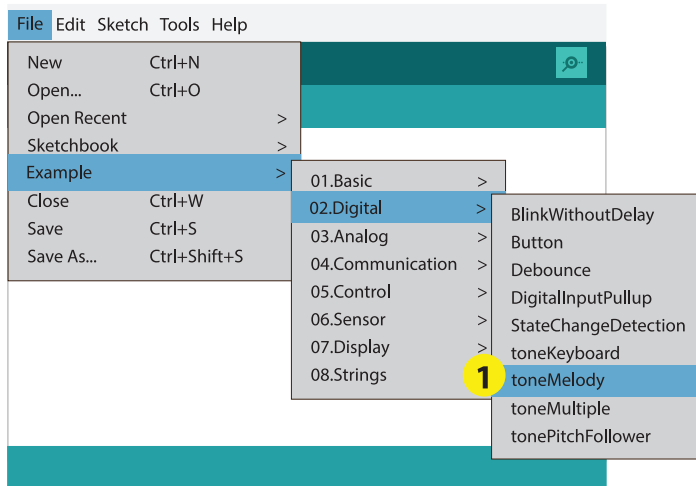 File Edit Sketch Tools Help
New Ctrl+N
Open... Ctrl+O
Open Recent >
Sketchbook >
Example >
Close Ctrl+W
Save Ctrl+S
Save As... Ctrl+Shift+S
01.Basic >
02.Digital >
03.Analog >
04.Communication >
05.Control >
06.Sensor >
07.Display >
08.Strings
BlinkWithoutDelay
Button
Debounce
DigitalInputPullup
StateChangeDetection
toneKeyboard
1 toneMelody
toneMultiple
tonePitchFollower